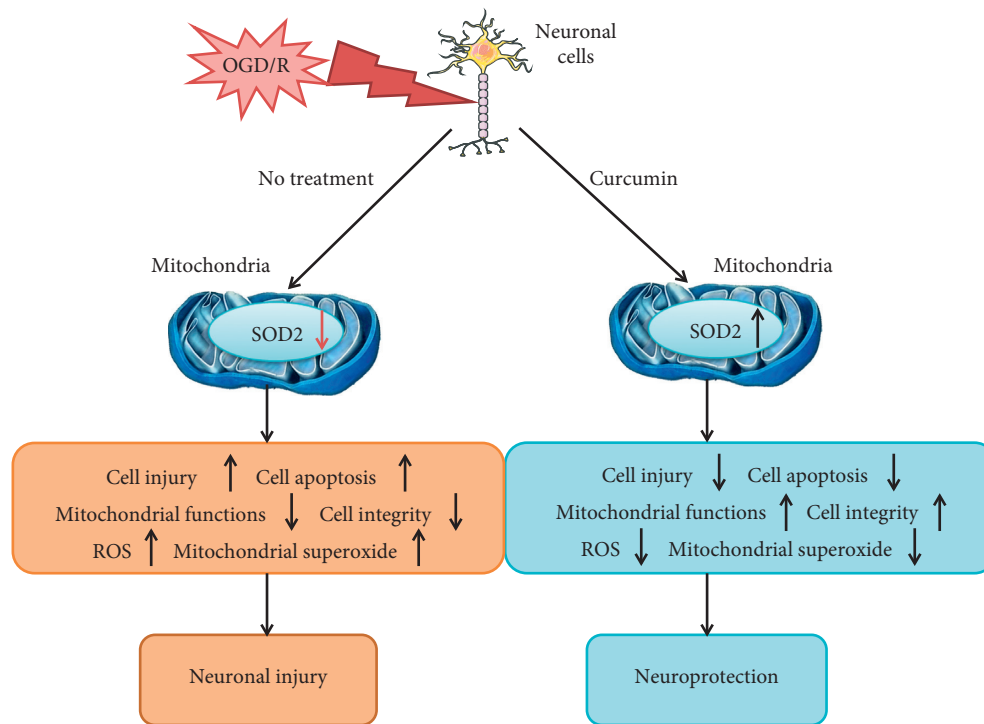 Neuronal
cells
OGD/R
No treatment
Curcumin
Mitochondria
Mitochondria
SOD2 ↓
SOD2 ↑
Cell injury ↑ Cell apoptosis ↑
Mitochondrial functions ↓ Cell integrity ↓
ROS ↑ Mitochondrial superoxide ↑
Cell injury ↓ Cell apoptosis ↓
Mitochondrial functions ↑ Cell integrity ↑
ROS ↓ Mitochondrial superoxide ↓
Neuronal injury
Neuroprotection